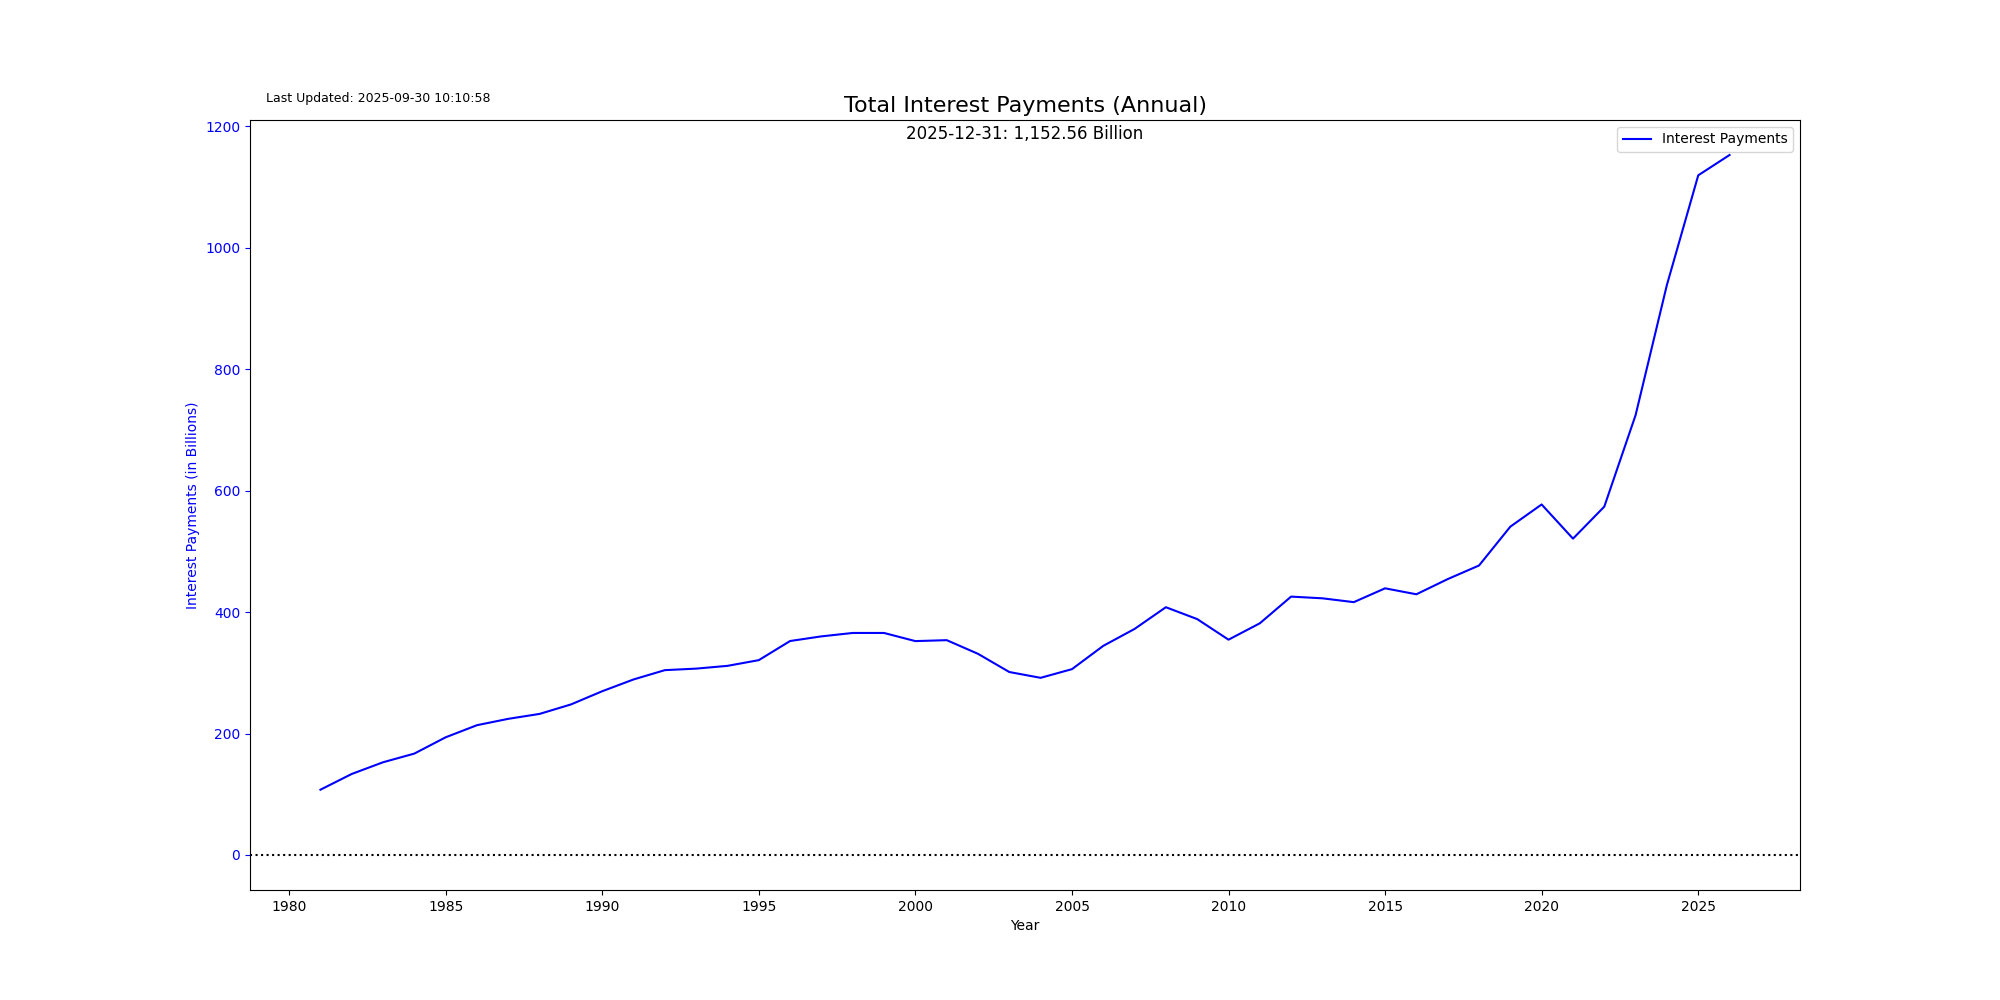 Last Updated: 2025-09-30 10:10:58
Total Interest Payments (Annual)
2025-12-31: 1,152.56 Billion
Interest Payments
Interest Payments (in Billions)
1200
1000
800
600
400
200
0
1980 1985 1990 1995 2000 2005 2010 2015 2020 2025
Year